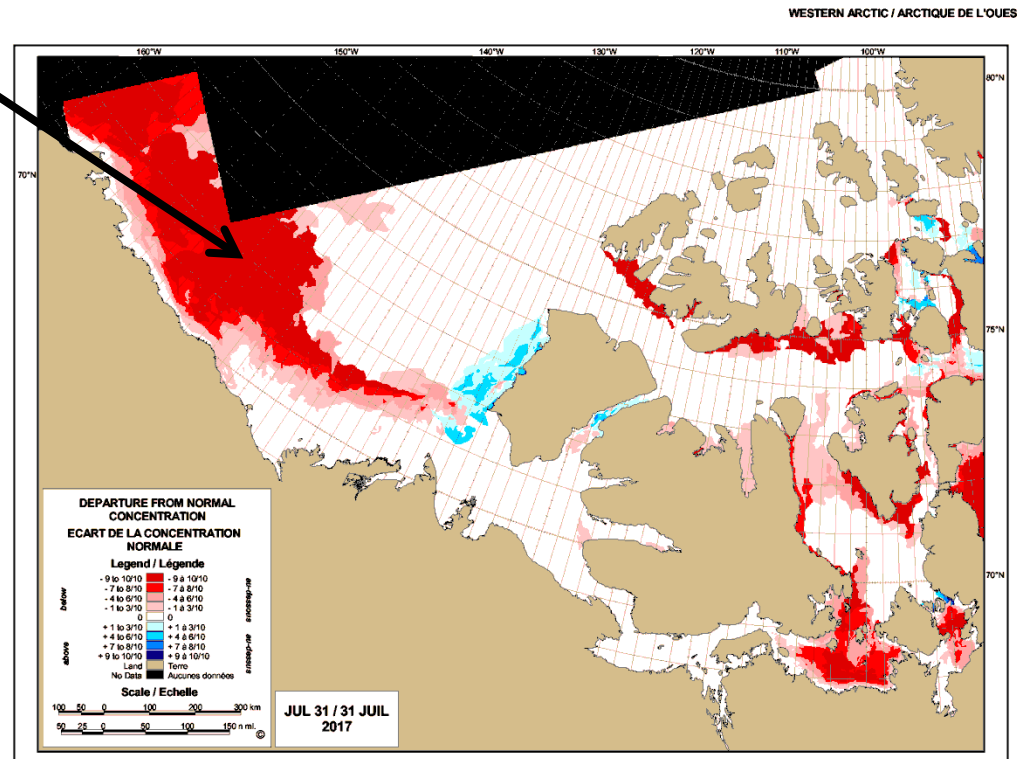 WESTERN ARCTIC / ARCTIQUE DE L'OUES
160°W 150°W 140°W 130°W 120°W 110°W 100°W
80°N
70°N
75°N
70°N
DEPARTURE FROM NORMAL
CONCENTRATION
ECART DE LA CONCENTRATION
NORMALE
Legend / Légende
- 9 to 10/10 - 9 à 10/10
- 7 to 8/10 - 7 à 8/10
- 4 to 6/10 - 4 à 6/10
- 1 to 3/10 - 1 à 3/10
0 0
+ 1 to 3/10 + 1 à 3/10
+ 4 to 6/10 + 4 à 6/10
+ 7 to 8/10 + 7 à 8/10
+ 9 to 10/10 + 9 à 10/10
Land Terre
No Data Aucunes données
below
above
au-dessous
au-dessus
Scale / Echelle
100 50 0 100 200 300 km
50 25 0 50 100 150 n mi.
©
JUL 31 / 31 JUIL
2017